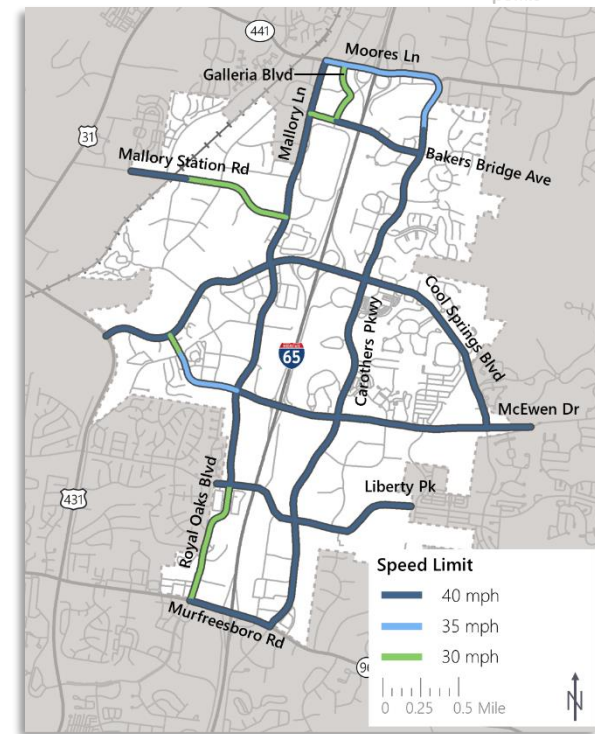 441
Moores Ln
Galleria Blvd
31
Mallory Ln
Mallory Station Rd
Bakers Bridge Ave
Cool Springs Blvd
Carothers Pkwy
65
McEwen Dr
431
Royal Oaks Blvd
Liberty Pk
Murfreesboro Rd
96
Speed Limit
40 mph
35 mph
30 mph
0 0.25 0.5 Mile
N